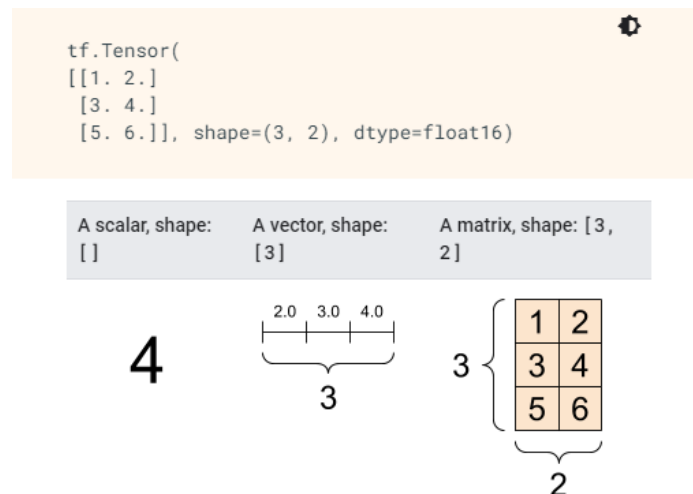 tf.Tensor(
[[1. 2.]
 [3. 4.]
 [5. 6.]], shape=(3, 2), dtype=float16)
A scalar, shape:
[]
A vector, shape:
[3]
A matrix, shape: [3,
2]
4
2.0 3.0 4.0
3
3
1 2
3 4
5 6
2